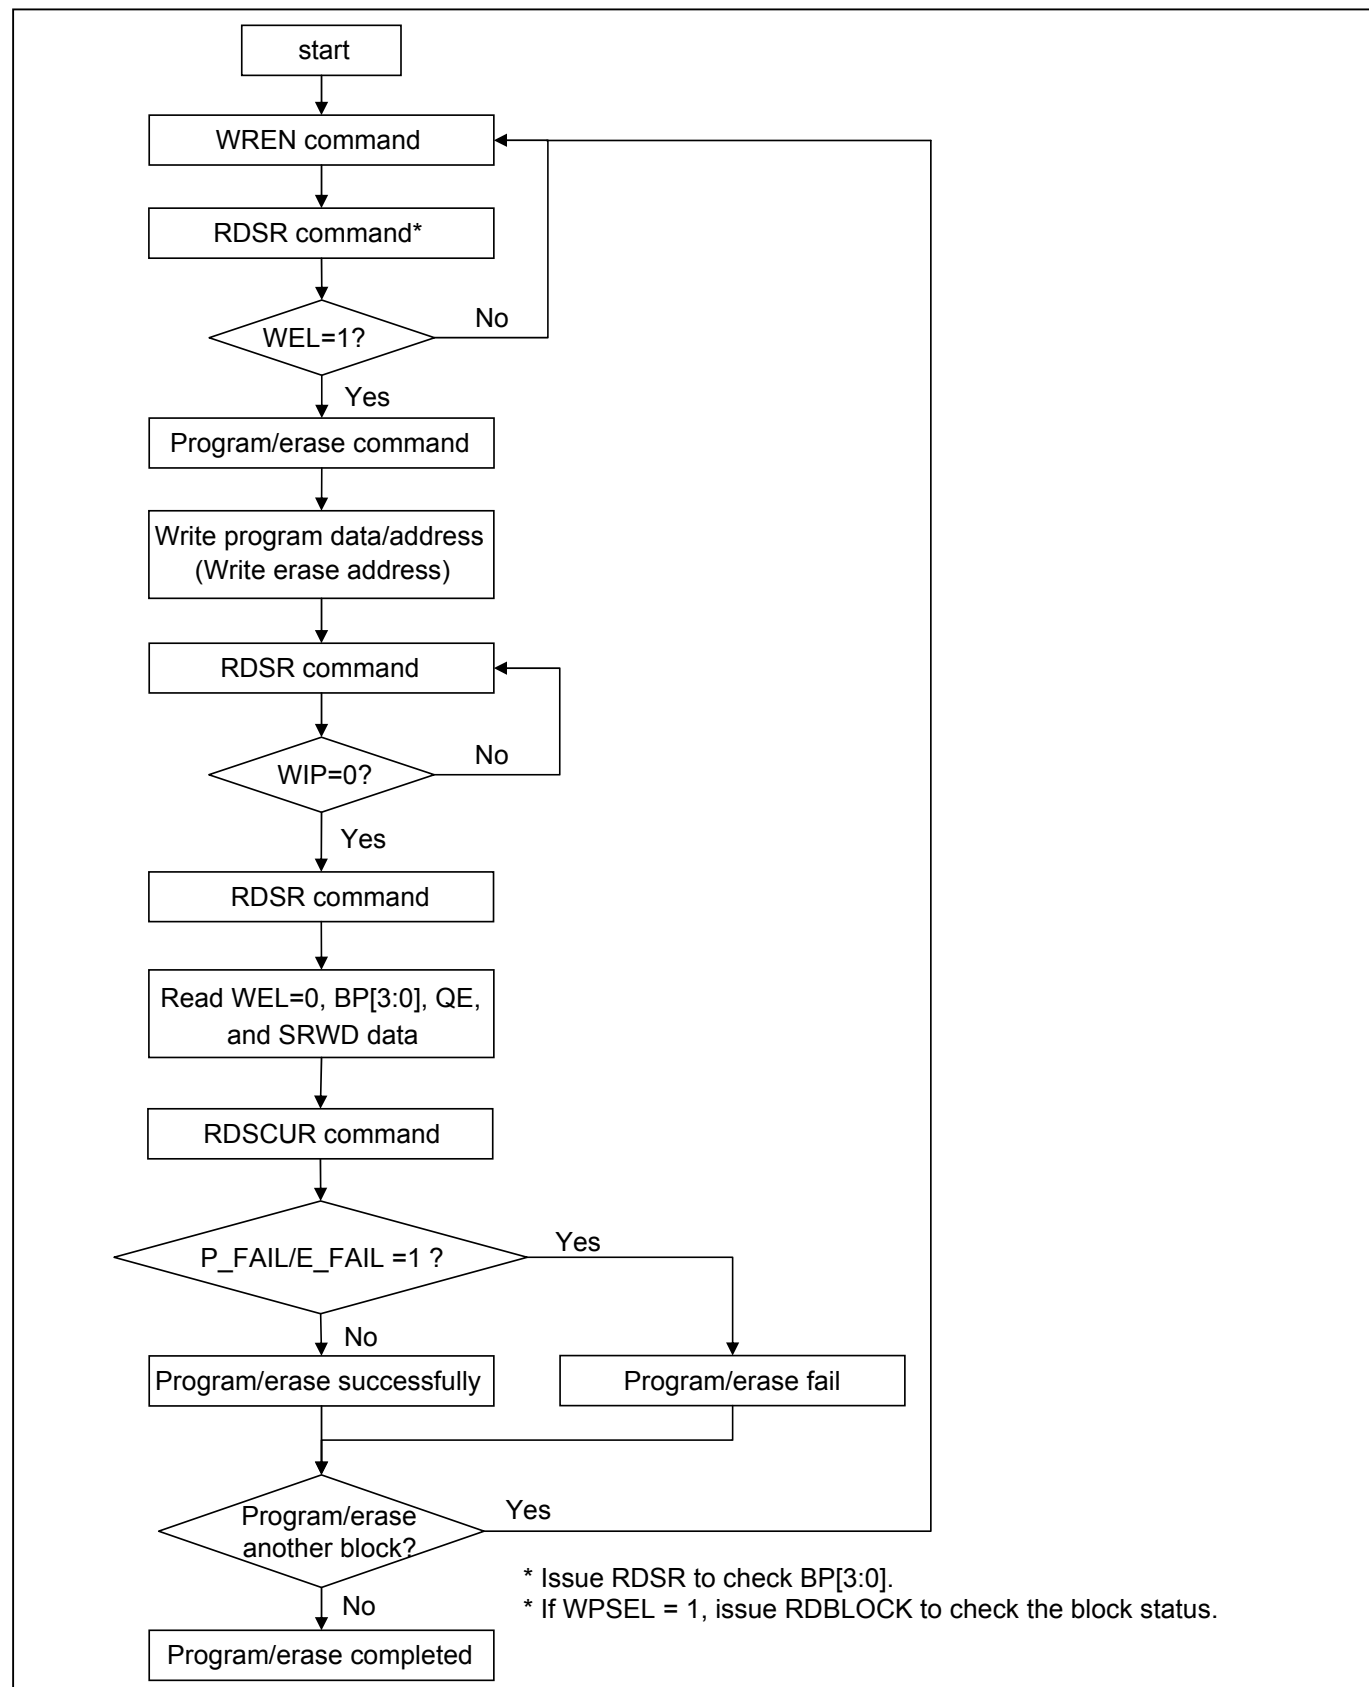 start
WREN command
RDSR command*
WEL=1?
No
Yes
Program/erase command
Write program data/address
(Write erase address)
RDSR command
WIP=0?
No
Yes
RDSR command
Read WEL=0, BP[3:0], QE,
and SRWD data
RDSCUR command
P_FAIL/E_FAIL =1 ?
Yes
No
Program/erase successfully
Program/erase fail
Program/erase
another block?
Yes
* Issue RDSR to check BP[3:0].
* If WPSEL = 1, issue RDBLOCK to check the block status.
No
Program/erase completed